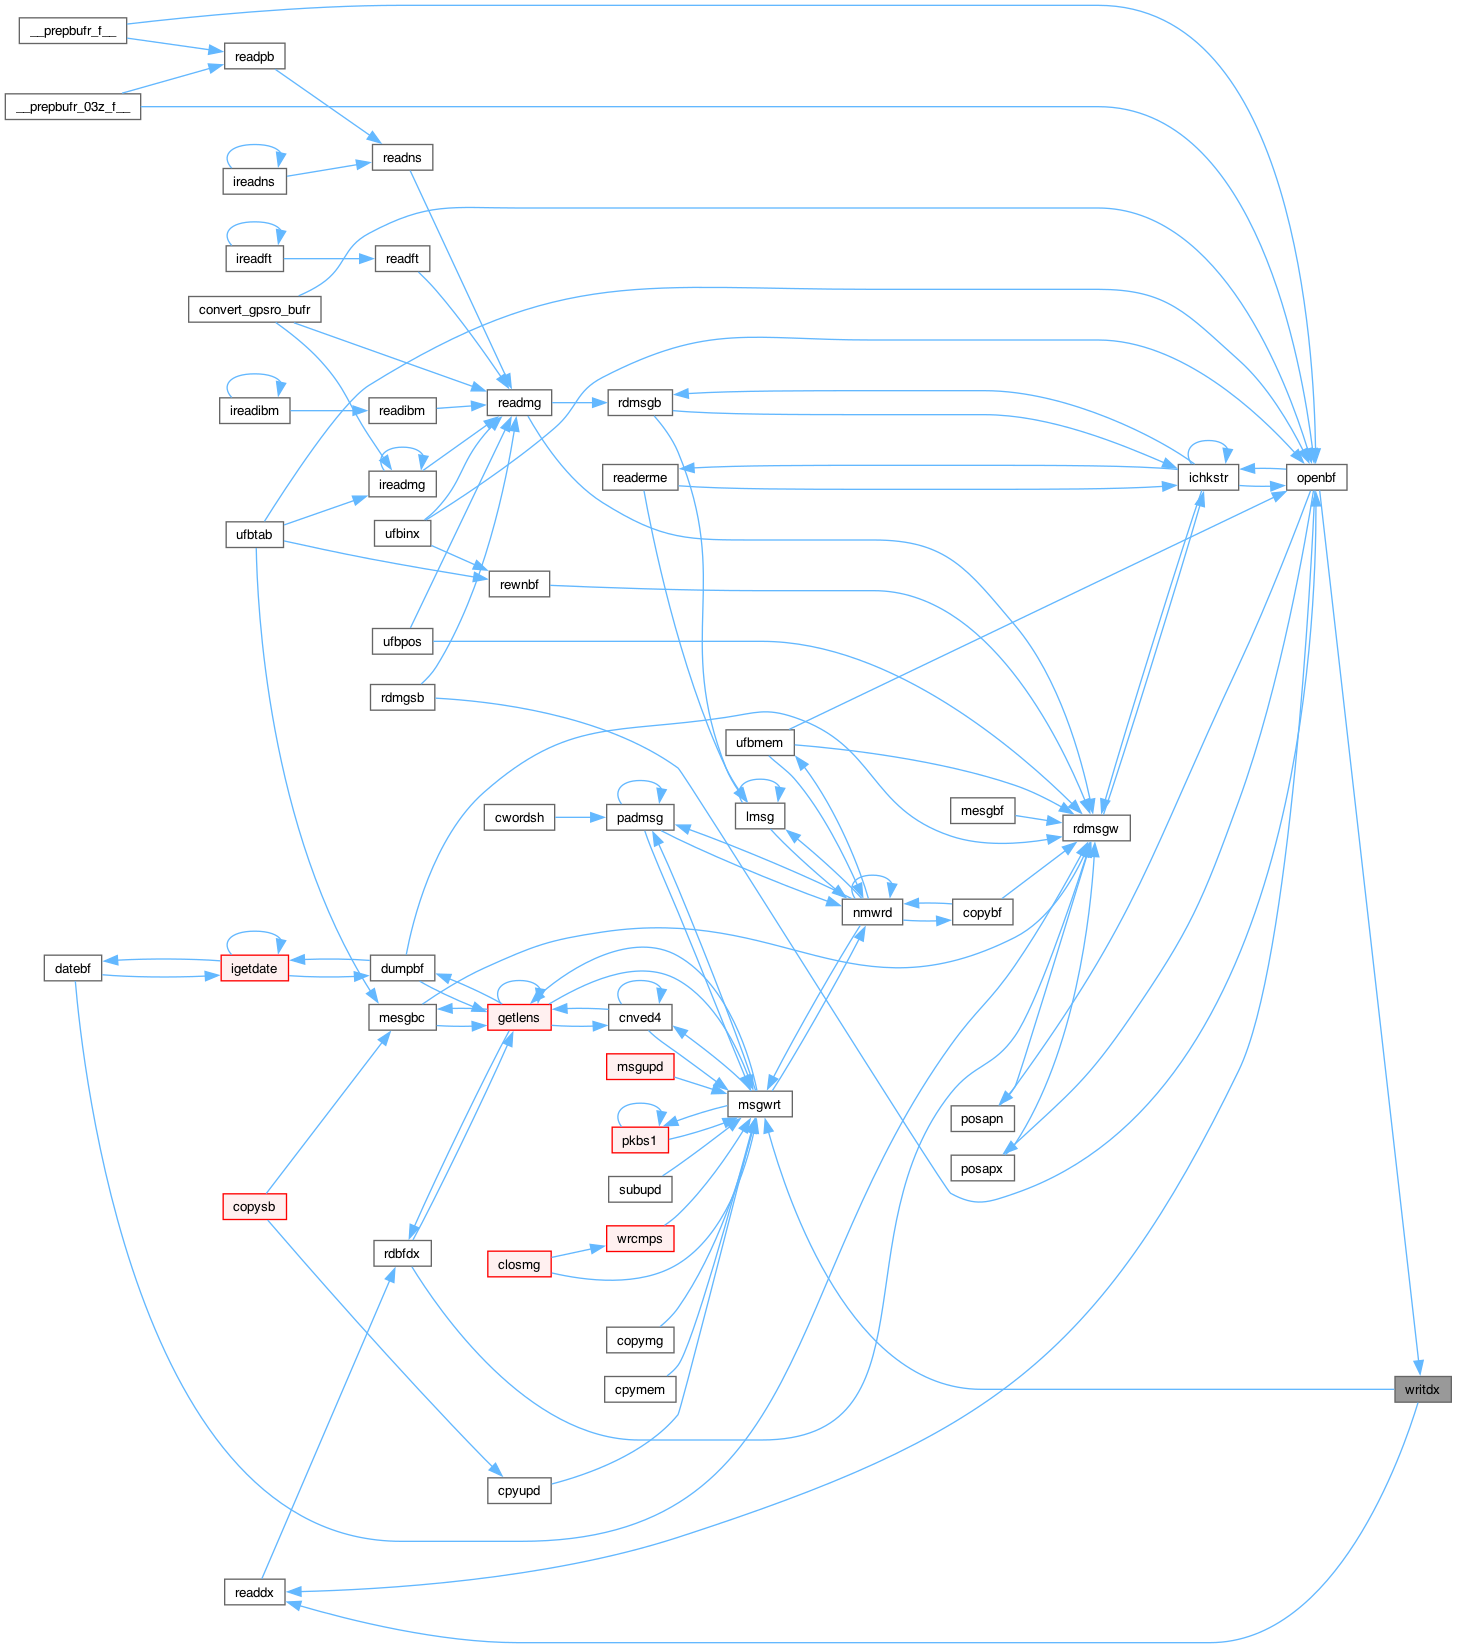 __prepbufr_f__
readpb
__prepbufr_03z_f__
readns
ireadns
ireadft
readft
convert_gpsro_bufr
ireadibm
readibm
readmg
rdmsgb
readerme
ichkstr
openbf
ireadmg
ufbtab
ufbinx
rewnbf
ufbpos
rdmgsb
ufbmem
mesgbf
cwordsh
padmsg
lmsg
rdmsgw
nmwrd
copybf
datebf
igetdate
dumpbf
mesgbc
getlens
cnved4
msgupd
msgwrt
posapn
pkbs1
posapx
subupd
copysb
wrcmps
rdbfdx
closmg
copymg
cpymem
writdx
cpyupd
readdx